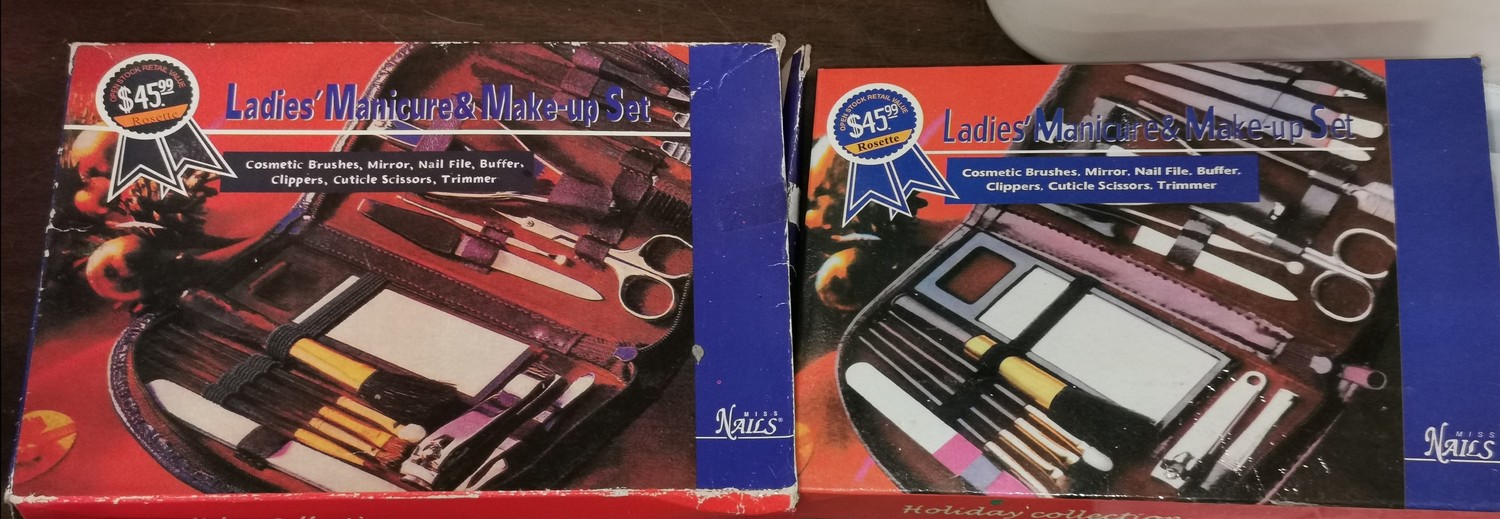 OPEN STOCK RETAIL VALUE
$45.99
Rosette
Ladies' Manicure & Make-up Set
Cosmetic Brushes, Mirror, Nail File, Buffer,
Clippers, Cuticle Scissors, Trimmer
MISS
NAILS®
OPEN STOCK RETAIL VALUE
$45.99
Rosette
Ladies' Manicure & Make-up Set
Cosmetic Brushes, Mirror, Nail File, Buffer,
Clippers, Cuticle Scissors, Trimmer
MISS
NAILS
Holiday collection